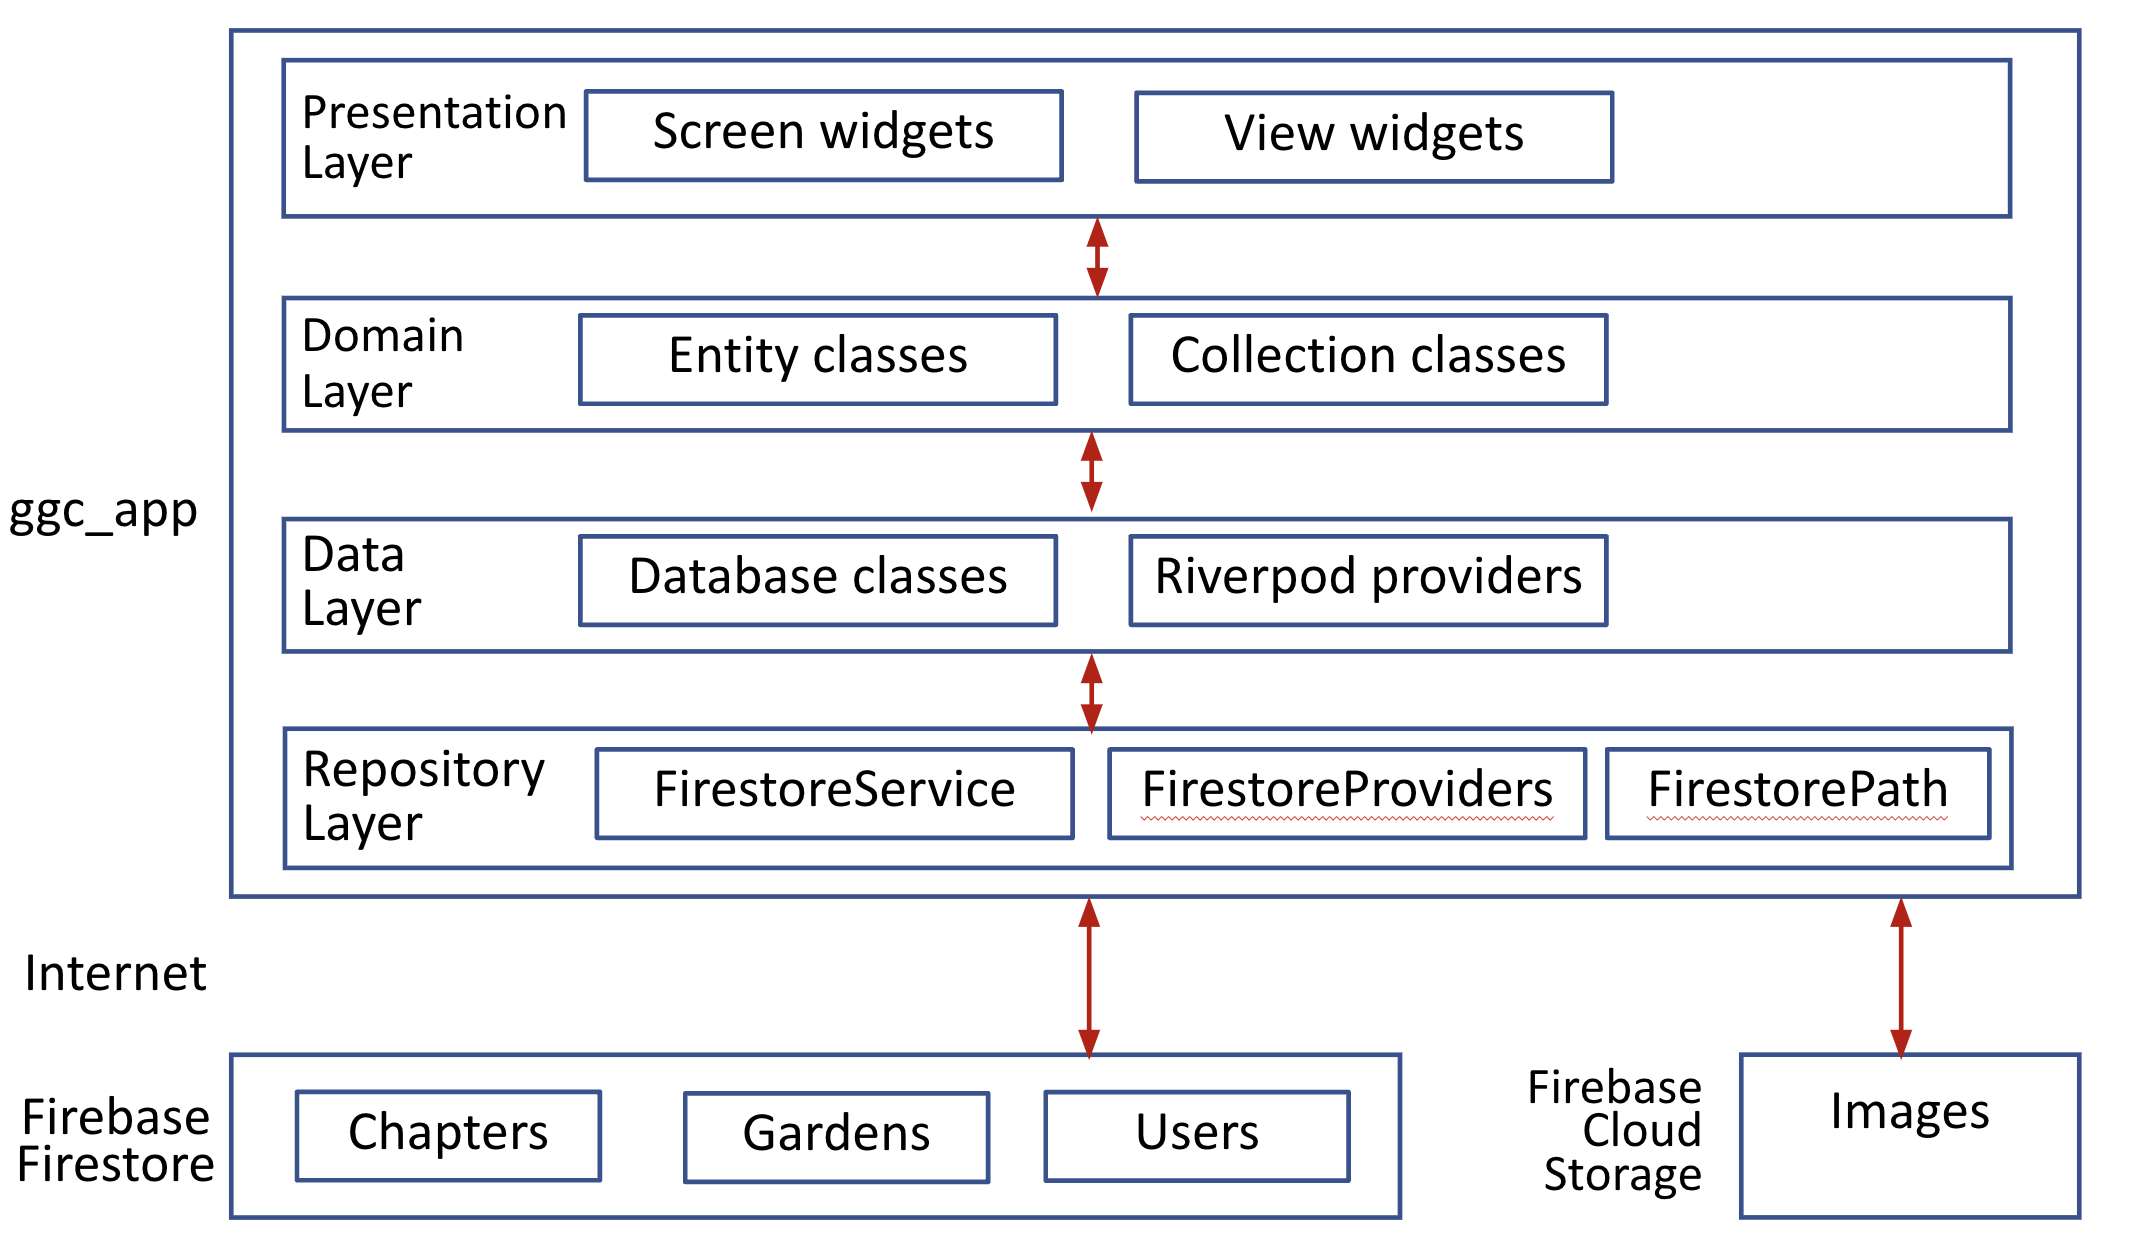 Presentation
Layer
Screen widgets
View widgets
Domain
Layer
Entity classes
Collection classes
ggc_app
Data
Layer
Database classes
Riverpod providers
Repository
Layer
FirestoreService
FirestoreProviders
FirestorePath
Internet
Firebase
Firestore
Chapters
Gardens
Users
Firebase
Cloud
Storage
Images